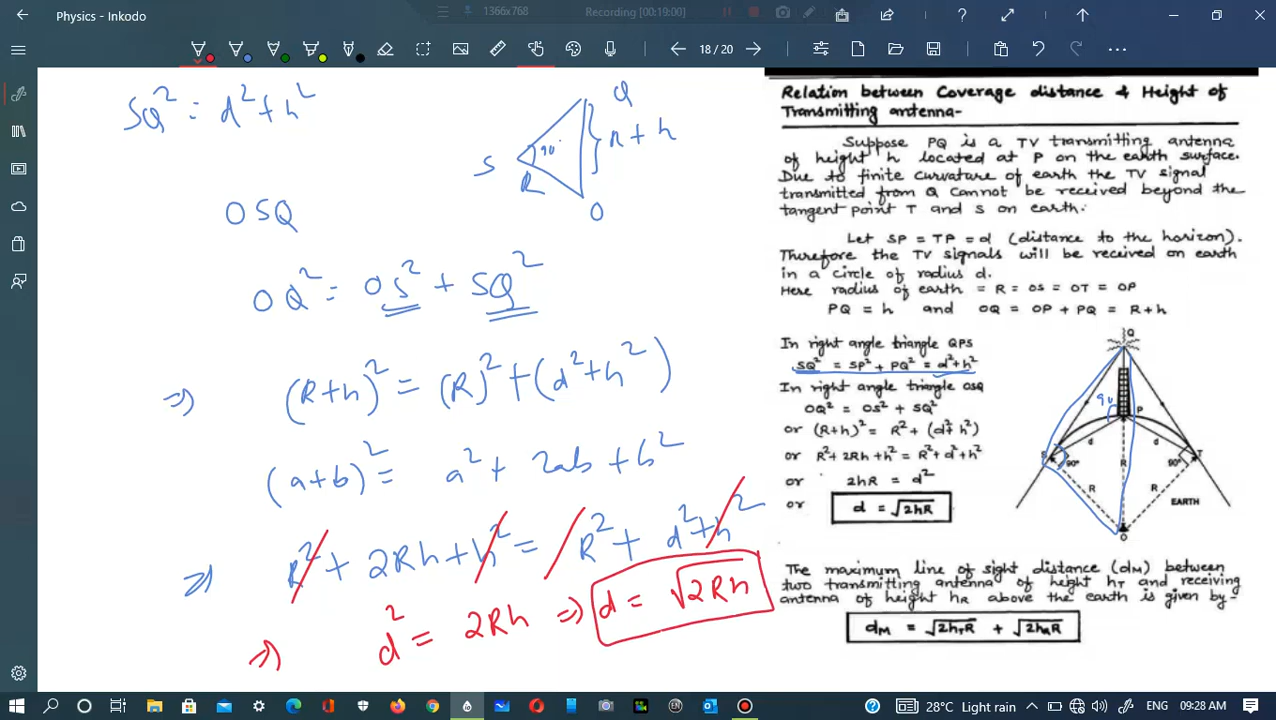 1366x768
Recording [00:19:00]
Physics - Inkodo
18 / 20
SQ² = d² + h²
Q
90°
R + h
S
R
O
OSQ
OQ² = OS² + SQ²
⇒ (R+h)² = (R)² + (d² + h²)
(a+b)² = a² + 2ab + b²
⇒ R² + 2Rh + h² = R² + d² + h²
⇒ d² = 2Rh ⇒ d = √2Rh
Relation between Coverage distance & Height of
Transmitting antenna-
Suppose PQ is a TV transmitting antenna
of height h located at P on the earth surface.
Due to finite curvature of earth the TV signal
transmitted from Q cannot be received beyond the
tangent point T and S on earth.
Let SP = TP = d (distance to the horizon).
Therefore the TV signals will be received on earth
in a circle of radius d.
Here radius of earth = R = OS = OT = OP
PQ = h and OQ = OP + PQ = R+h
In right angle triangle QPS
SQ² = SP² + PQ² = d²+h²
In right angle triangle OSQ
OQ² = OS² + SQ²
or (R+h)² = R² + (d²+h²)
or R²+ 2Rh +h² = R²+d²+h²
or 2hR = d²
or d = √2hR
Q
90
P
d d
S T
90° R 90°
R R
EARTH
O
The maximum line of sight distance (dM) between
two transmitting antenna of height hT and receiving
antenna of height hR above the earth is given by-
dM = √2hTR + √2hRR
28°C Light rain
ENG
09:28 AM